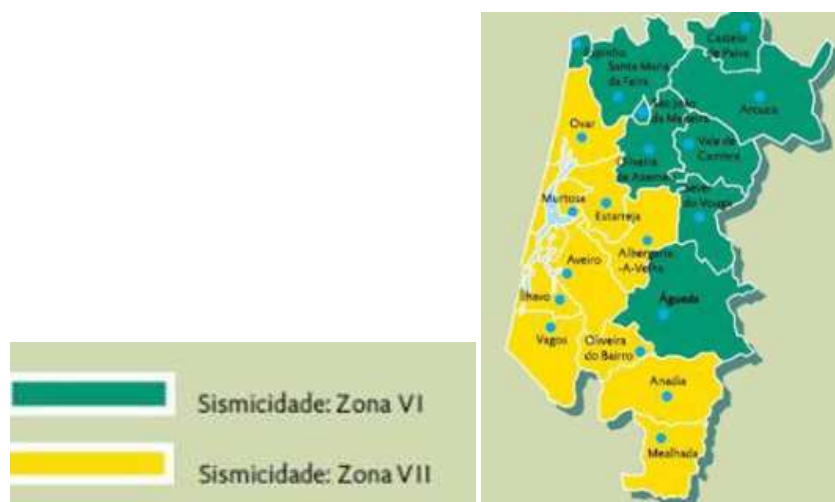 Sismicidade: Zona VI
Sismicidade: Zona VII
Espinho
Castelo
de Paiva
Santa Maria
da Feira
Arouca
São João
da Madeira
Ovar
Vale de
Cambra
Oliveira
de Azeméis
Sever
do Vouga
Murtosa
Estarreja
Albergaria
-A-Velha
Aveiro
Ílhavo
Águeda
Vagos
Oliveira
do Bairro
Anadia
Mealhada